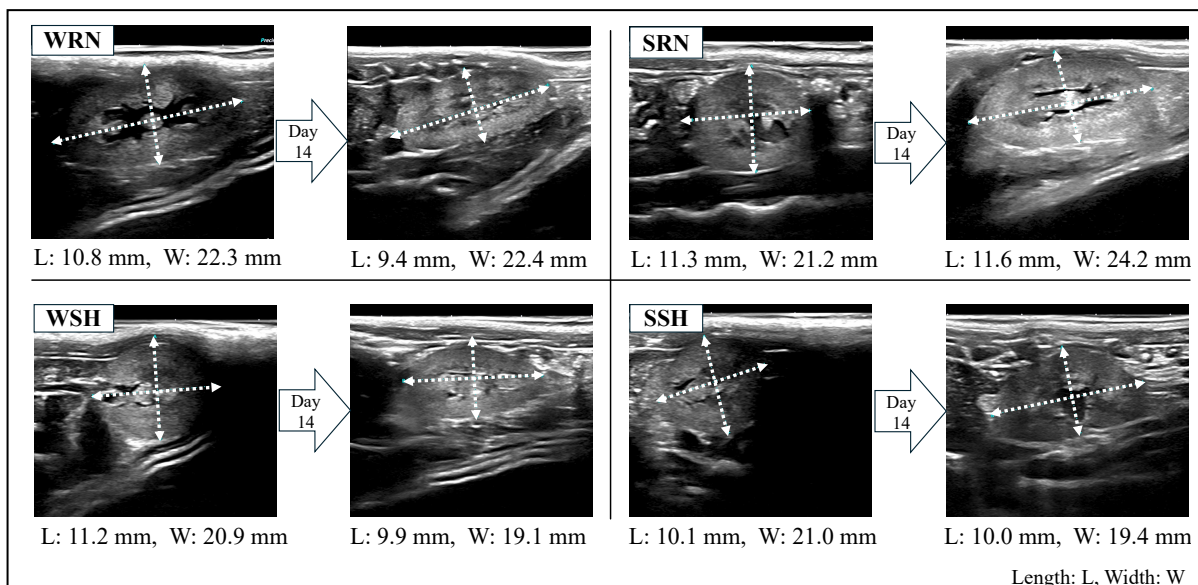 WRN
Preci
Day
14
L: 10.8 mm, W: 22.3 mm
L: 9.4 mm, W: 22.4 mm
SRN
Day
14
L: 11.3 mm, W: 21.2 mm
L: 11.6 mm, W: 24.2 mm
WSH
Day
14
L: 11.2 mm, W: 20.9 mm
L: 9.9 mm, W: 19.1 mm
SSH
Day
14
L: 10.1 mm, W: 21.0 mm
L: 10.0 mm, W: 19.4 mm
Length: L, Width: W